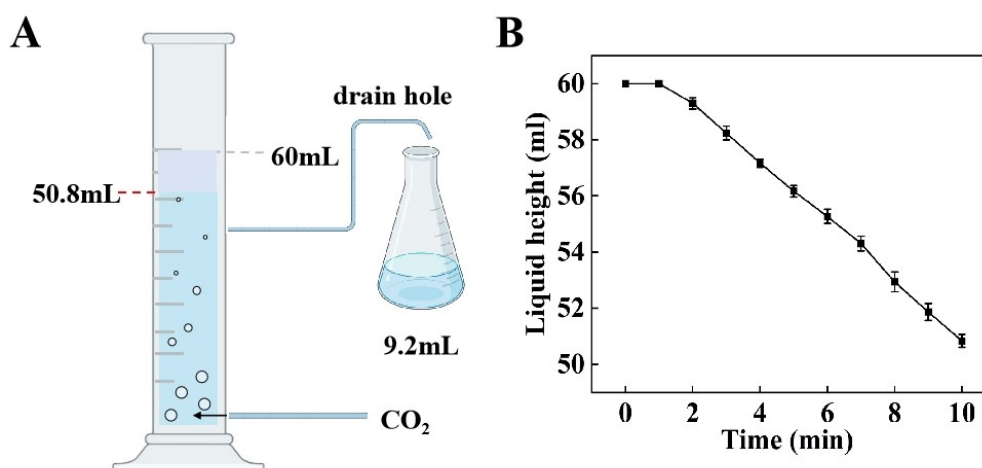 A
drain hole
60mL
50.8mL
9.2mL
CO₂
B
Liquid height (ml)
60
58
56
54
52
50
0 2 4 6 8 10
Time (min)